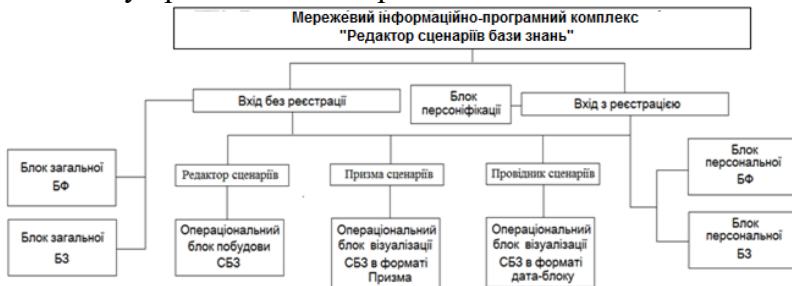 Мережевий інформаційно-програмний комплекс
"Редактор сценаріїв бази знань"
Вхід без реєстрації
Блок
персоніфікації
Вхід з реєстрацією
Блок загальної
БФ
Редактор сценаріїв
Призма сценаріїв
Провідник сценаріїв
Блок
персональної
БФ
Блок загальної
БЗ
Операціональний
блок побудови
СБЗ
Операціональний
блок візуалізації
СБЗ в форматі
Призма
Операціональний
блок візуалізації
СБЗ в форматі
дата-блоку
Блок
персональної
БЗ